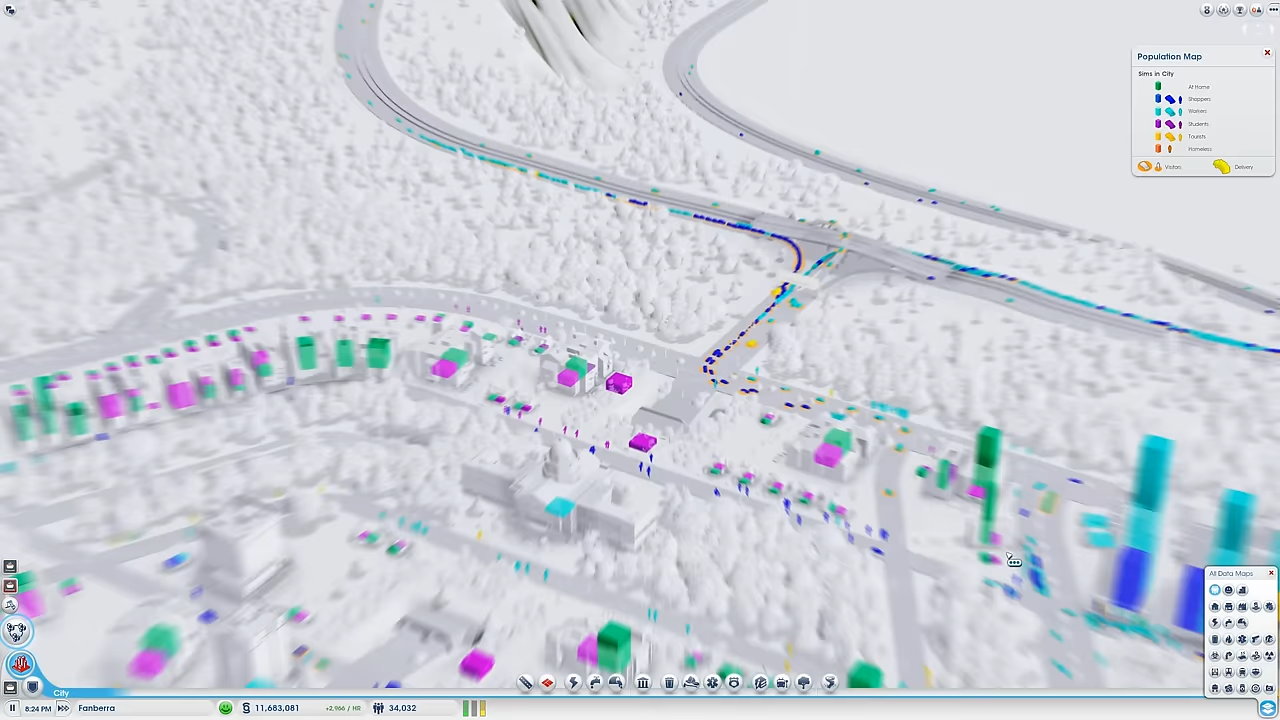 Population Map
Sims in City
At Home
Shoppers
Workers
Students
Tourists
Homeless
Visitors
Delivery
All Data Maps
City
8:24 PM
Fanberra
11,683,081
+2,966 / HR
34,032